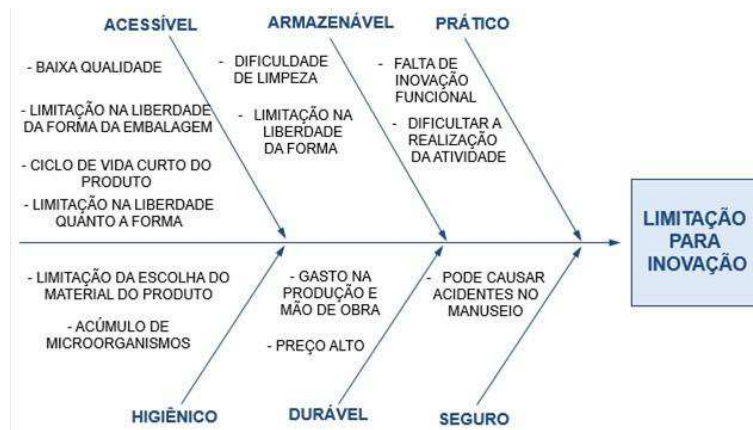 ACESSÍVEL
- BAIXA QUALIDADE
- LIMITAÇÃO NA LIBERDADE
DA FORMA DA EMBALAGEM
- CICLO DE VIDA CURTO DO
PRODUTO
- LIMITAÇÃO NA LIBERDADE
QUANTO A FORMA
ARMAZENÁVEL
- DIFICULDADE
DE LIMPEZA
- LIMITAÇÃO NA
LIBERDADE
DA FORMA
PRÁTICO
- FALTA DE
INOVAÇÃO
FUNCIONAL
- DIFICULTAR A
REALIZAÇÃO
DA ATIVIDADE
LIMITAÇÃO
PARA
INOVAÇÃO
- LIMITAÇÃO DA ESCOLHA DO
MATERIAL DO PRODUTO
- ACÚMULO DE
MICROORGANISMOS
HIGIÊNICO
- GASTO NA
PRODUÇÃO E
MÃO DE OBRA
- PREÇO ALTO
DURÁVEL
- PODE CAUSAR
ACIDENTES NO
MANUSEIO
SEGURO